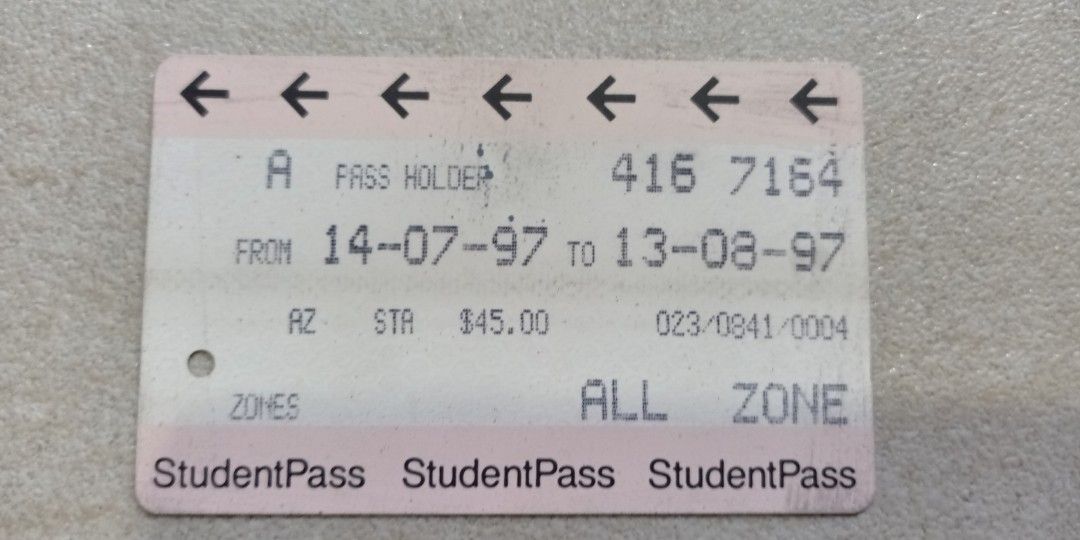 A PASS HOLDER 416 7164
FROM 14-07-97 TO 13-08-97
AZ STA $45.00 023/0841/0004
ZONES ALL ZONE
StudentPass StudentPass StudentPass